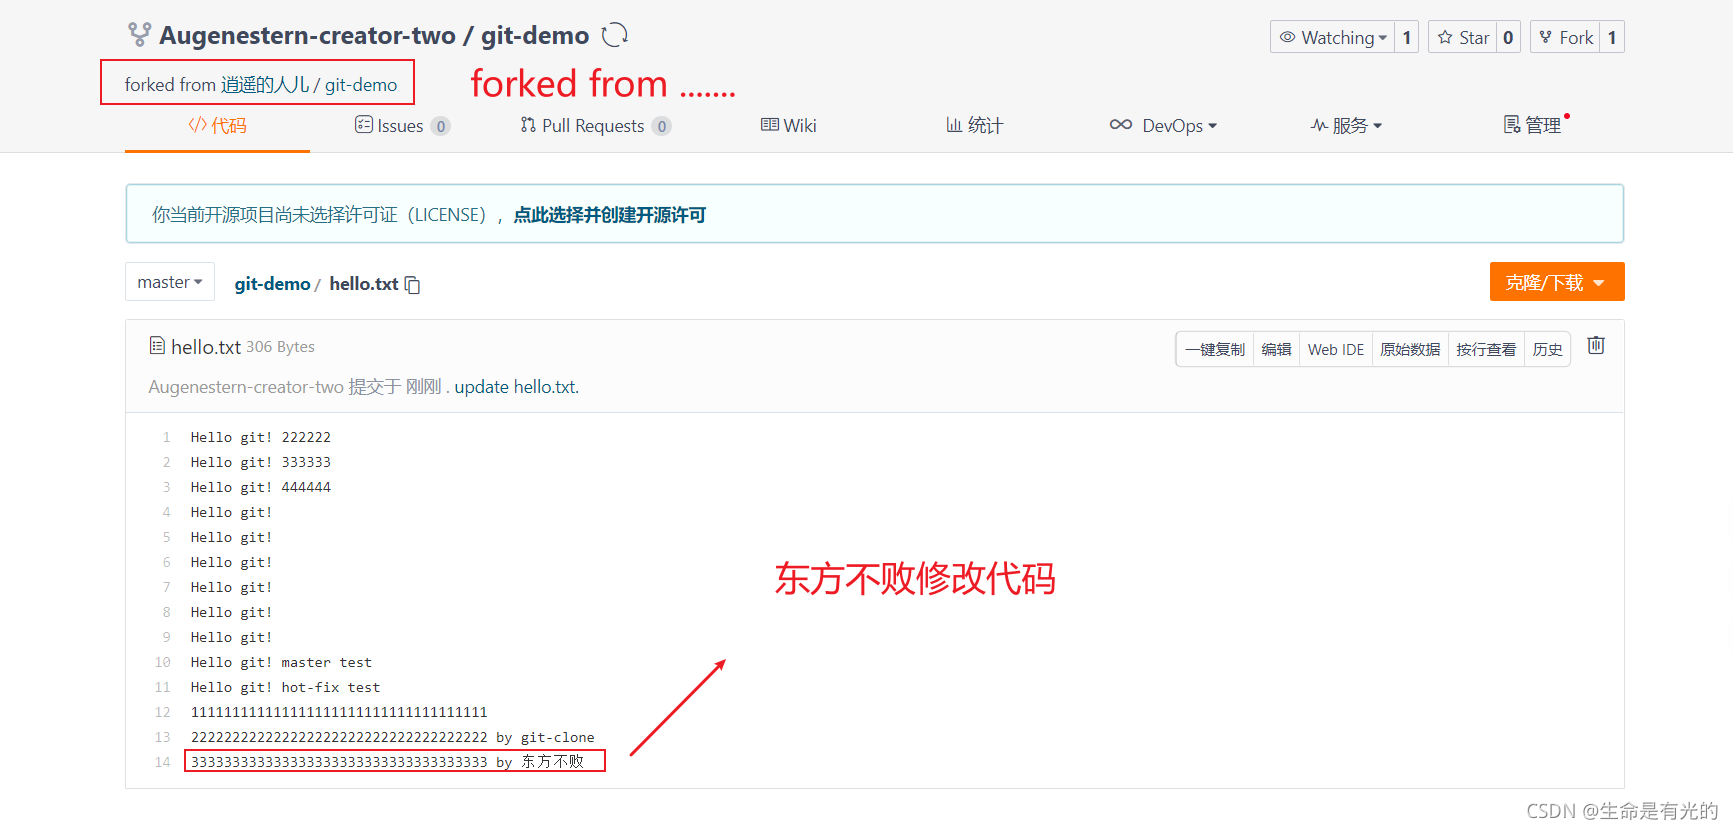 Augenestern-creator-two / git-demo
Watching 1 Star 0 Fork 1
forked from 逍遥的人儿 / git-demo
forked from .......
代码 Issues 0 Pull Requests 0 Wiki 统计 DevOps 服务 管理
你当前开源项目尚未选择许可证（LICENSE），点此选择并创建开源许可
master git-demo / hello.txt 克隆/下载
hello.txt 306 Bytes 一键复制 编辑 Web IDE 原始数据 按行查看 历史
Augenestern-creator-two 提交于 刚刚 . update hello.txt.
1 Hello git! 222222
2 Hello git! 333333
3 Hello git! 444444
4 Hello git!
5 Hello git!
6 Hello git!
7 Hello git!
8 Hello git!
9 Hello git!
东方不败修改代码
10 Hello git! master test
11 Hello git! hot-fix test
12 111111111111111111111111111111111111
13 222222222222222222222222222222222222 by git-clone
14 333333333333333333333333333333333333 by 东方不败
CSDN @生命是有光的